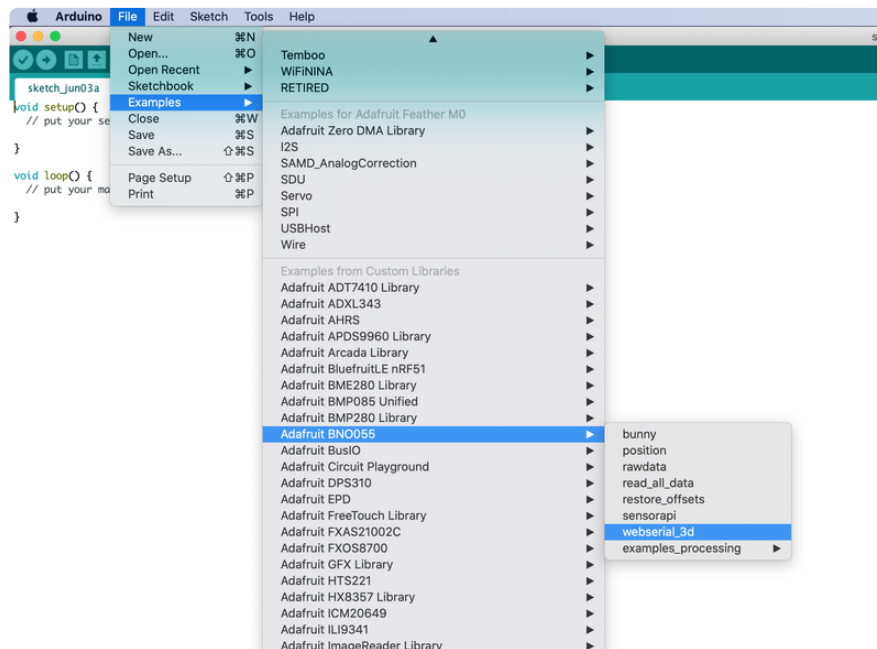 Arduino File Edit Sketch Tools Help
s
sketch_jun03a
void setup() {
// put your se
}
void loop() {
// put your ma
}
New ⌘N
Open... ⌘O
Open Recent ▶
Sketchbook ▶
Examples ▶
Close ⌘W
Save ⌘S
Save As... ⇧⌘S
Page Setup ⇧⌘P
Print ⌘P
Temboo ▶
WiFiNINA ▶
RETIRED ▶
Examples for Adafruit Feather M0
Adafruit Zero DMA Library ▶
I2S ▶
SAMD_AnalogCorrection ▶
SDU ▶
Servo ▶
SPI ▶
USBHost ▶
Wire ▶
Examples from Custom Libraries
Adafruit ADT7410 Library ▶
Adafruit ADXL343 ▶
Adafruit AHRS ▶
Adafruit APDS9960 Library ▶
Adafruit Arcada Library ▶
Adafruit BluefruitLE nRF51 ▶
Adafruit BME280 Library ▶
Adafruit BMP085 Unified ▶
Adafruit BMP280 Library ▶
Adafruit BNO055 ▶
Adafruit BusIO ▶
Adafruit Circuit Playground ▶
Adafruit DPS310 ▶
Adafruit EPD ▶
Adafruit FreeTouch Library ▶
Adafruit FXAS21002C ▶
Adafruit FXOS8700 ▶
Adafruit GFX Library ▶
Adafruit HTS221 ▶
Adafruit HX8357 Library ▶
Adafruit ICM20649 ▶
Adafruit ILI9341 ▶
Adafruit ImageReader Library ▶
bunny
position
rawdata
read_all_data
restore_offsets
sensorapi
webserial_3d
examples_processing ▶